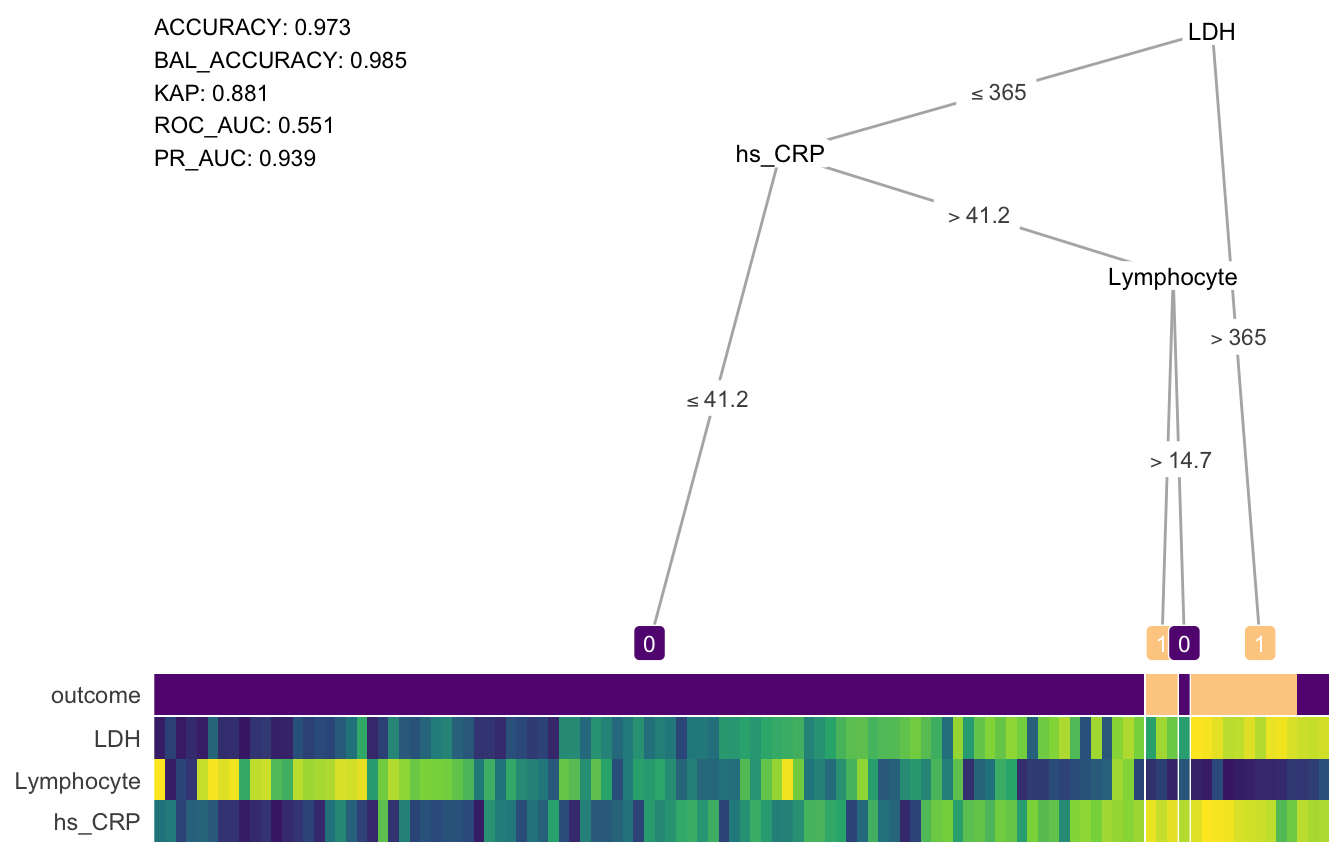 ACCURACY: 0.973
BAL_ACCURACY: 0.985
KAP: 0.881
ROC_AUC: 0.551
PR_AUC: 0.939
LDH
≤ 365
hs_CRP
> 41.2
Lymphocyte
> 365
≤ 41.2
> 14.7
0
1
0
1
outcome
LDH
Lymphocyte
hs_CRP